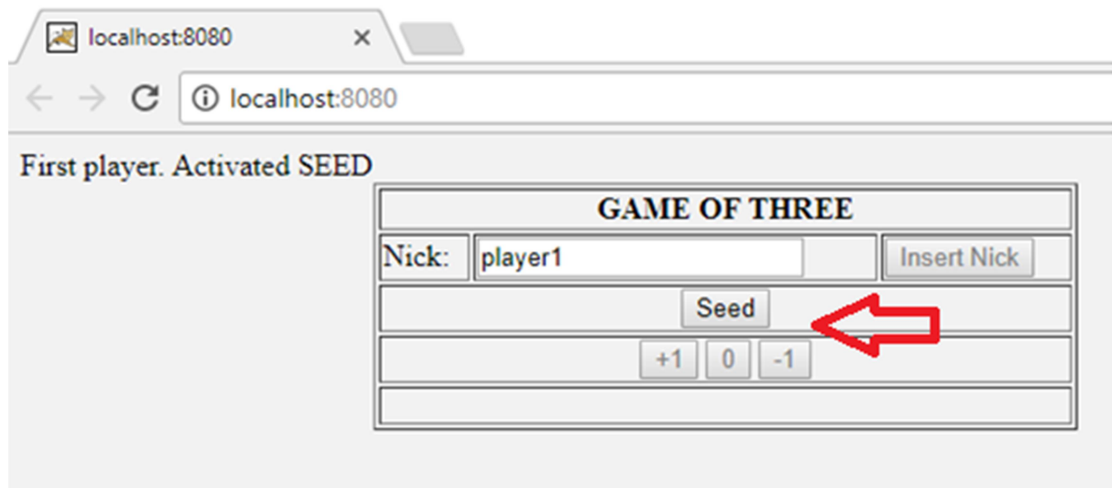 localhost:8080
localhost:8080
First player. Activated SEED
GAME OF THREE
Nick: player1 Insert Nick
Seed
+1 0 -1